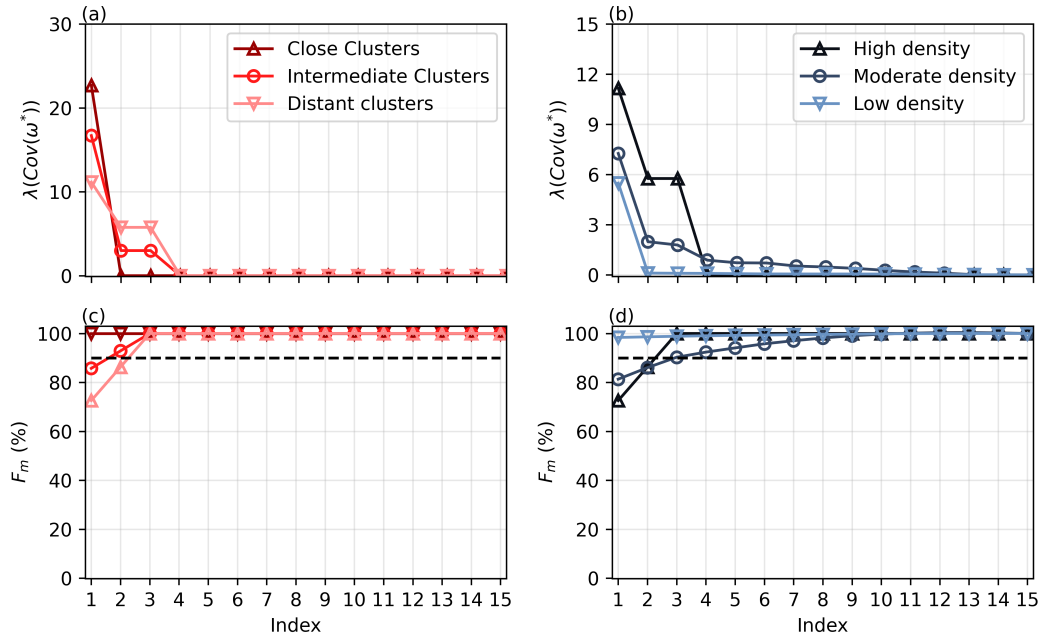 (a)
30
20
10
0
λ(Cov(ω*))
Close Clusters
Intermediate Clusters
Distant clusters
(b)
15
12
9
6
3
0
λ(Cov(ω*))
High density
Moderate density
Low density
(c)
100
80
60
40
20
0
Fm (%)
1 2 3 4 5 6 7 8 9 10 11 12 13 14 15
Index
(d)
100
80
60
40
20
0
Fm (%)
1 2 3 4 5 6 7 8 9 10 11 12 13 14 15
Index